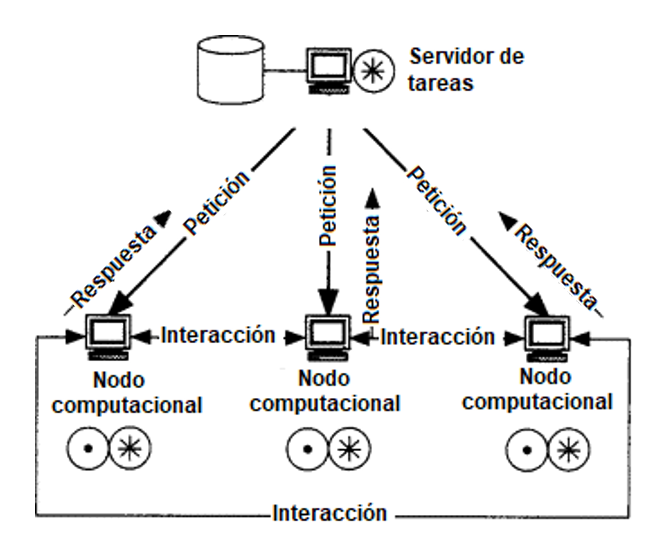 Servidor de
tareas
Petición
Petición
Petición
Respuesta
Respuesta
Respuesta
Interacción
Interacción
Nodo
computacional
Nodo
computacional
Nodo
computacional
Interacción